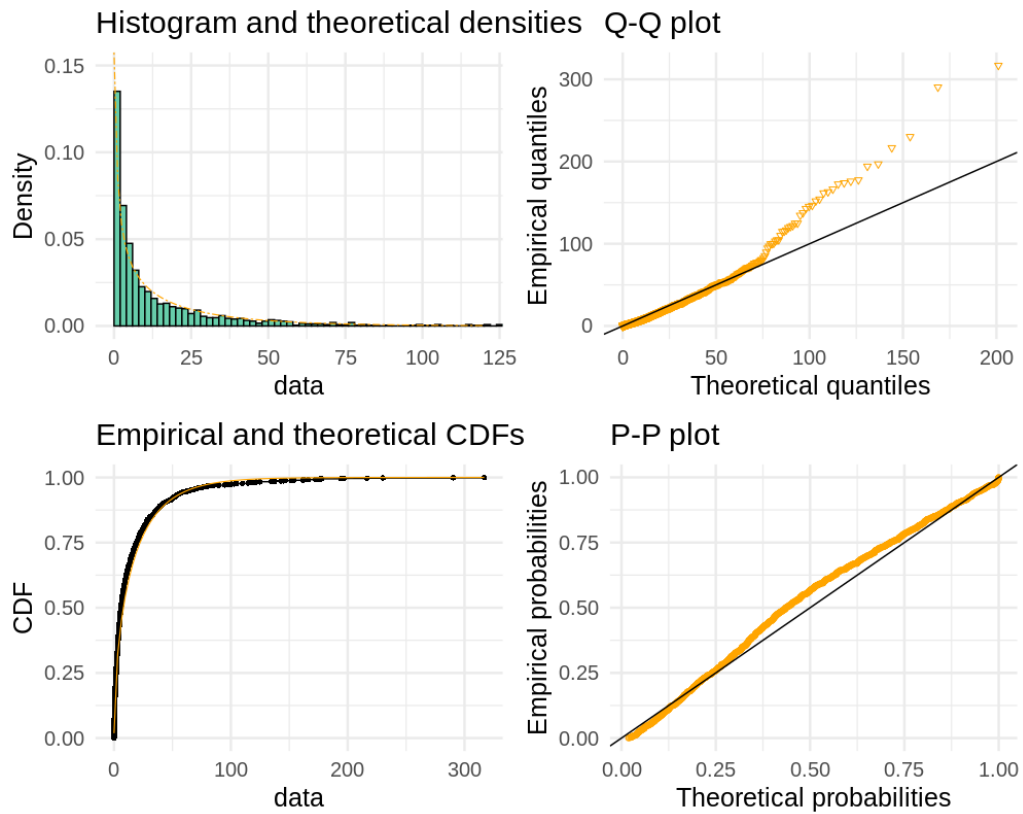 Histogram and theoretical densities
0.15
0.10
0.05
0.00
Density
0 25 50 75 100 125
data
Q-Q plot
300
200
100
0
Empirical quantiles
0 50 100 150 200
Theoretical quantiles
Empirical and theoretical CDFs
1.00
0.75
0.50
0.25
0.00
CDF
0 100 200 300
data
P-P plot
1.00
0.75
0.50
0.25
0.00
Empirical probabilities
0.00 0.25 0.50 0.75 1.00
Theoretical probabilities